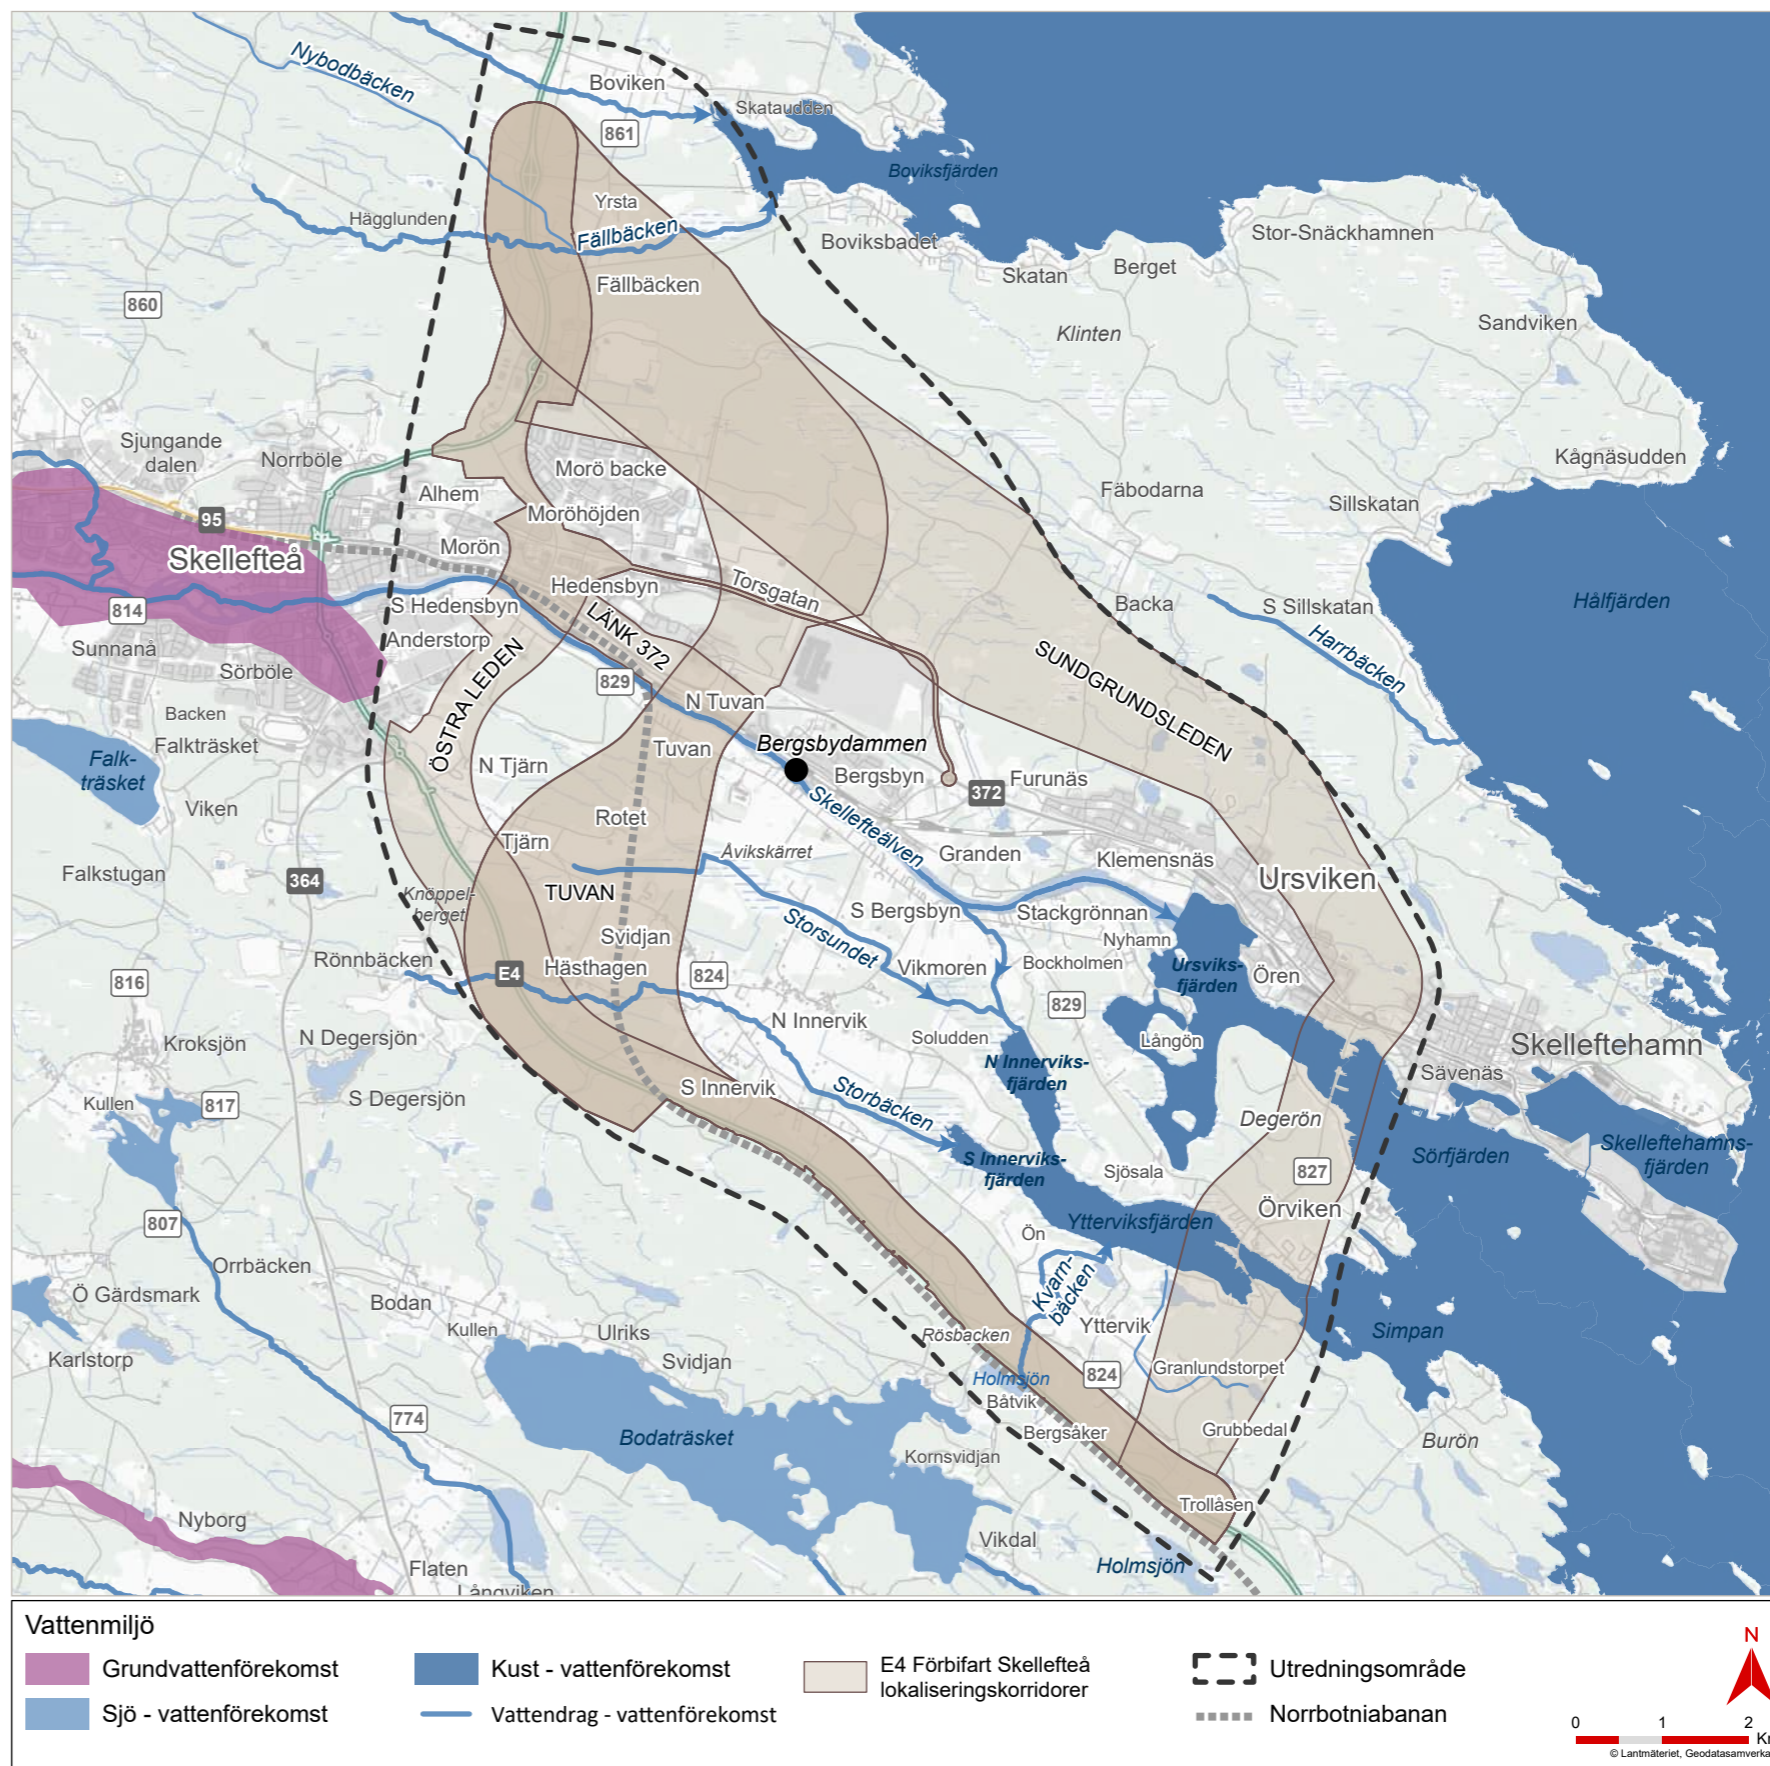 Nybodbäcken
Boviken
Skataudden
861
Boviksfjärden
Yrsta
Hägglunden
Fällbäcken
Boviksbadet
Stor-Snäckhamnen
Skatan
Berget
Fällbäcken
860
Klinten
Sandviken
Sjungande
dalen
Norrböle
Morö backe
Kågnäsudden
Alhem
Fäbodarna
Sillskatan
Moröhöjden
95
Skellefteå
Morön
Hedensbyn
Torsgatan
814
S Hedensbyn
LÄNK 372
Backa
S Sillskatan
Hålfjärden
Sunnanå
Anderstorp
Harrbäcken
Sörböle
ÖSTRA LEDEN
829
SUNDGRUNDSLEDEN
Backen
N Tuvan
Falkträsket
Tuvan
Bergsbydammen
Falk-
träsket
N Tjärn
Bergsbyn
Furunäs
372
Viken
Rotet
Skellefteälven
Tjärn
Avikskärret
Granden
Klemensnäs
Falkstugan
364
Knöppel-
berget
TUVAN
Ursviken
S Bergsbyn
Stackgrönnan
Storsundet
Svidjan
Nyhamn
Rönnbäcken
E4
Hästhagen
824
Vikmoren
Bockholmen
Ursviks-
fjärden
Ören
816
829
N Innervik
Kroksjön
N Degersjön
Soludden
Långön
Skelleftehamn
N Innerviks-
fjärden
Sävenäs
S Innervik
Kullen
817
S Degersjön
Storbäcken
Degerön
Skelleftehamns-
fjärden
S Innerviks-
fjärden
Sjösala
827
Sörfjärden
807
Ytterviksfjärden
Örviken
Ön
Orrbäcken
Kvarn-
bäcken
Ö Gärdsmark
Bodan
Kullen
Ulriks
Rösbacken
Yttervik
Simpan
Karlstorp
Svidjan
824
Granlundstorpet
Holmsjön
Båtvik
774
Bodaträsket
Bergsåker
Grubbedal
Burön
Kornsvidjan
Trollåsen
Nyborg
Vikdal
Flaten
Holmsjön
Långviken
Vattenmiljö
Grundvattenförekomst
Kust - vattenförekomst
E4 Förbifart Skellefteå
lokaliseringskorridorer
Utredningsområde
Sjö - vattenförekomst
Vattendrag - vattenförekomst
Norrbotniabanan
N
0 1 2
© Lantmäteriet, Geodatasamverka